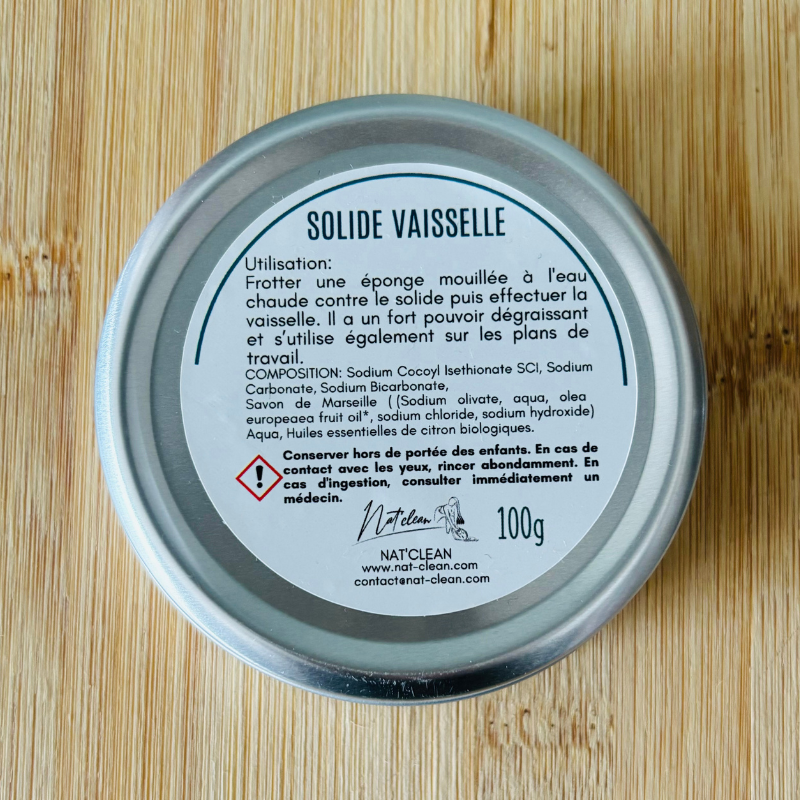 SOLIDE VAISSELLE
Utilisation:
Frotter une éponge mouillée à l'eau
chaude contre le solide puis effectuer la
vaisselle. Il a un fort pouvoir dégraissant
et s'utilise également sur les plans de
travail.
COMPOSITION: Sodium Cocoyl Isethionate SCI, Sodium
Carbonate, Sodium Bicarbonate,
Savon de Marseille ((Sodium olivate, aqua, olea
europeaea fruit oil*, sodium chloride, sodium hydroxide)
Aqua, Huiles essentielles de citron biologiques.
Conserver hors de portée des enfants. En cas de
contact avec les yeux, rincer abondamment. En
cas d'ingestion, consulter immédiatement un
médecin.
Nat'clean
100g
NAT'CLEAN
www.nat-clean.com
contact@nat-clean.com